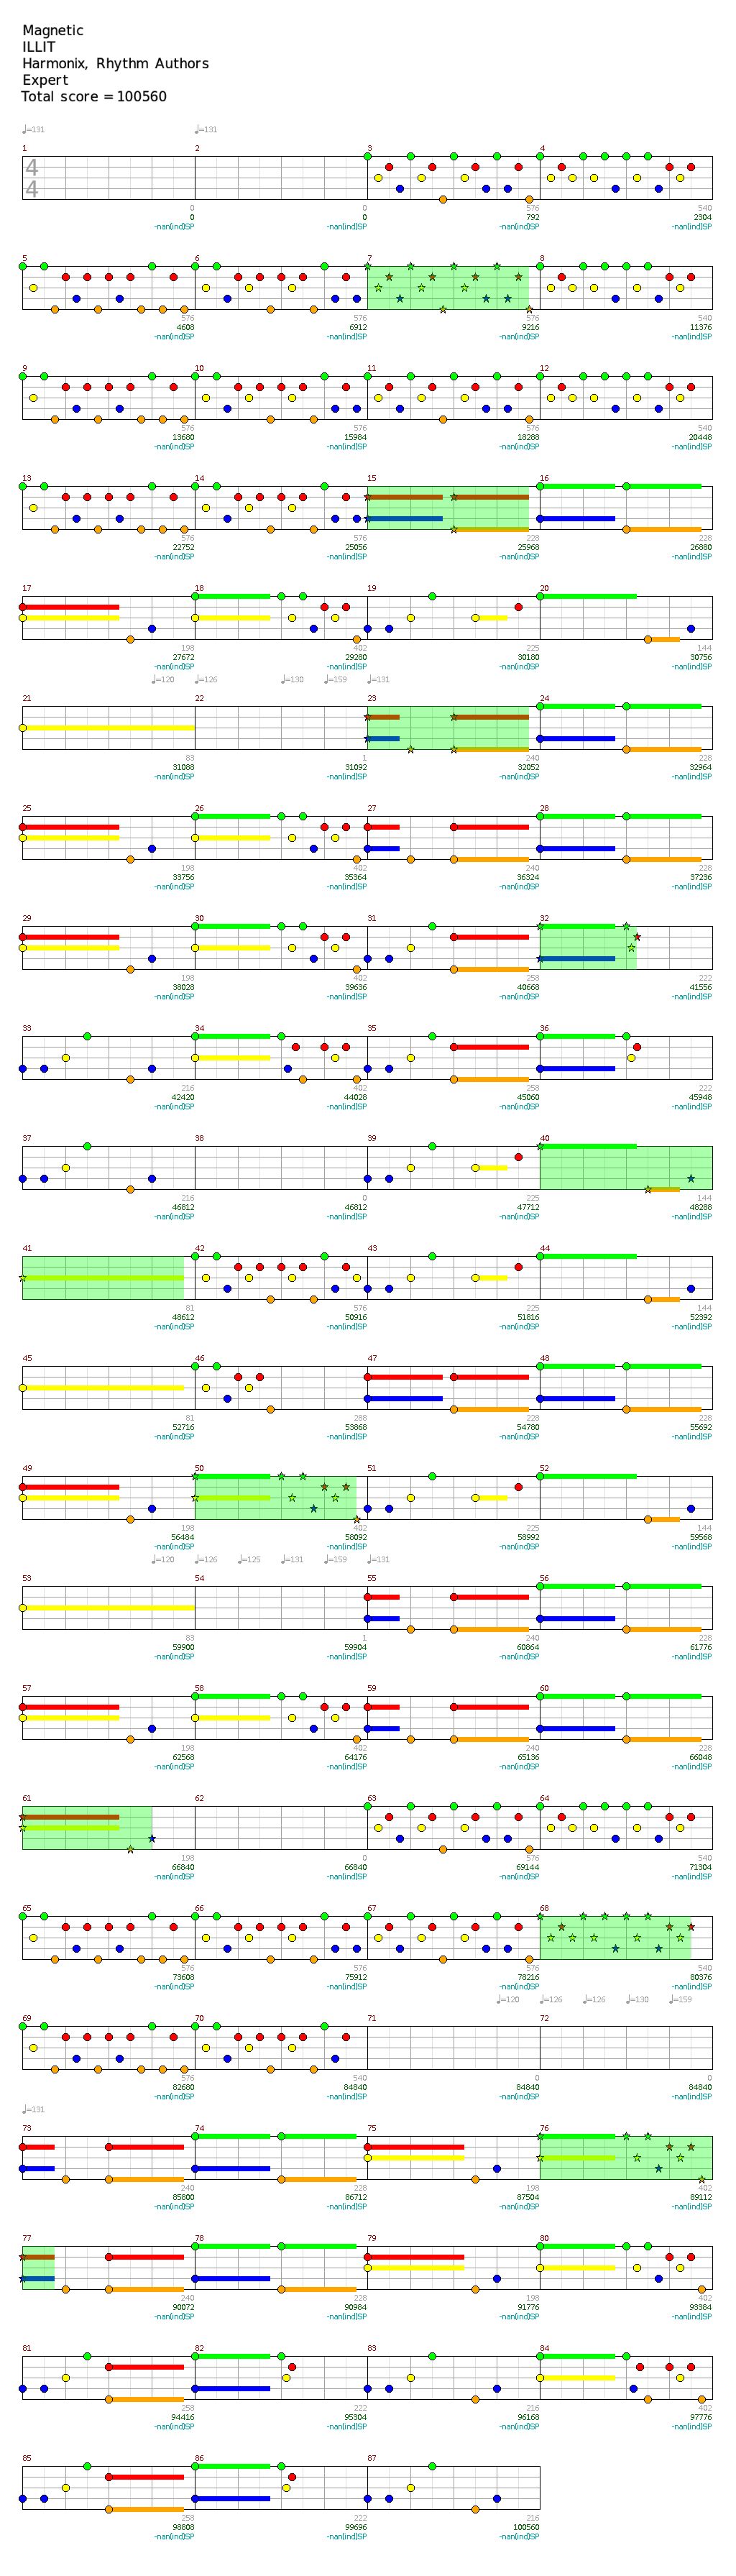 Magnetic
ILLIT
Harmonix, Rhythm Authors
Expert
Total score = 100560
♩=131 ♩=131
1 2 3 4
4
4
0 0 576 540
0 0 792 2304
-nan(ind)SP -nan(ind)SP -nan(ind)SP -nan(ind)SP
5 6 7 8
576 576 576 540
4608 6912 9216 11376
-nan(ind)SP -nan(ind)SP -nan(ind)SP -nan(ind)SP
9 10 11 12
576 576 576 540
13680 15984 18288 20448
-nan(ind)SP -nan(ind)SP -nan(ind)SP -nan(ind)SP
13 14 15 16
576 576 228 228
22752 25056 25968 26880
-nan(ind)SP -nan(ind)SP -nan(ind)SP -nan(ind)SP
17 18 19 20
198 402 225 144
27672 29280 30180 30756
-nan(ind)SP -nan(ind)SP -nan(ind)SP -nan(ind)SP
♩=120 ♩=126 ♩=130 ♩=159 ♩=131
21 22 23 24
83 1 240 228
31088 31092 32052 32964
-nan(ind)SP -nan(ind)SP -nan(ind)SP -nan(ind)SP
25 26 27 28
198 402 240 228
33756 35364 36324 37236
-nan(ind)SP -nan(ind)SP -nan(ind)SP -nan(ind)SP
29 30 31 32
198 402 258 222
38028 39636 40668 41556
-nan(ind)SP -nan(ind)SP -nan(ind)SP -nan(ind)SP
33 34 35 36
216 402 258 222
42420 44028 45060 45948
-nan(ind)SP -nan(ind)SP -nan(ind)SP -nan(ind)SP
37 38 39 40
216 0 225 144
46812 46812 47712 48288
-nan(ind)SP -nan(ind)SP -nan(ind)SP -nan(ind)SP
41 42 43 44
81 576 225 144
48612 50916 51816 52392
-nan(ind)SP -nan(ind)SP -nan(ind)SP -nan(ind)SP
45 46 47 48
81 288 228 228
52716 53868 54780 55692
-nan(ind)SP -nan(ind)SP -nan(ind)SP -nan(ind)SP
49 50 51 52
198 402 225 144
56484 58092 58992 59568
-nan(ind)SP -nan(ind)SP -nan(ind)SP -nan(ind)SP
♩=120 ♩=126 ♩=125 ♩=131 ♩=159 ♩=131
53 54 55 56
83 1 240 228
59900 59904 60864 61776
-nan(ind)SP -nan(ind)SP -nan(ind)SP -nan(ind)SP
57 58 59 60
198 402 240 228
62568 64176 65136 66048
-nan(ind)SP -nan(ind)SP -nan(ind)SP -nan(ind)SP
61 62 63 64
198 0 576 540
66840 66840 69144 71304
-nan(ind)SP -nan(ind)SP -nan(ind)SP -nan(ind)SP
65 66 67 68
576 576 576 540
73608 75912 78216 80376
-nan(ind)SP -nan(ind)SP -nan(ind)SP -nan(ind)SP
♩=120 ♩=126 ♩=126 ♩=130 ♩=159
69 70 71 72
576 540 0 0
82680 84840 84840 84840
-nan(ind)SP -nan(ind)SP -nan(ind)SP -nan(ind)SP
♩=131
73 74 75 76
240 228 198 402
85800 86712 87504 89112
-nan(ind)SP -nan(ind)SP -nan(ind)SP -nan(ind)SP
77 78 79 80
240 228 198 402
90072 90984 91776 93384
-nan(ind)SP -nan(ind)SP -nan(ind)SP -nan(ind)SP
81 82 83 84
258 222 216 402
94416 95304 96168 97776
-nan(ind)SP -nan(ind)SP -nan(ind)SP -nan(ind)SP
85 86 87
258 222 216
98808 99696 100560
-nan(ind)SP -nan(ind)SP -nan(ind)SP